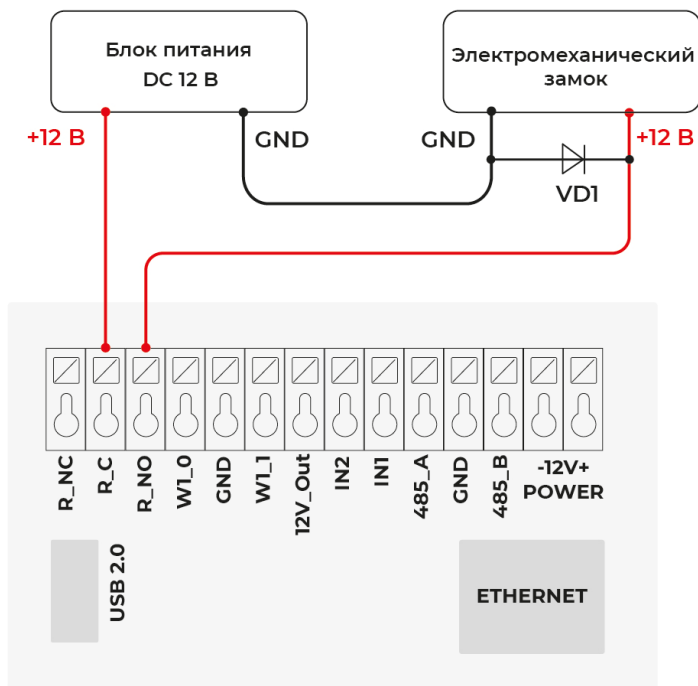 Блок питания
DC 12 В
Электромеханический
замок
+12 В
GND
GND
+12 В
VD1
R_NC
R_C
R_NO
W1_0
GND
W1_1
12V_Out
IN2
IN1
485_A
GND
485_B
-12V+
POWER
USB 2.0
ETHERNET